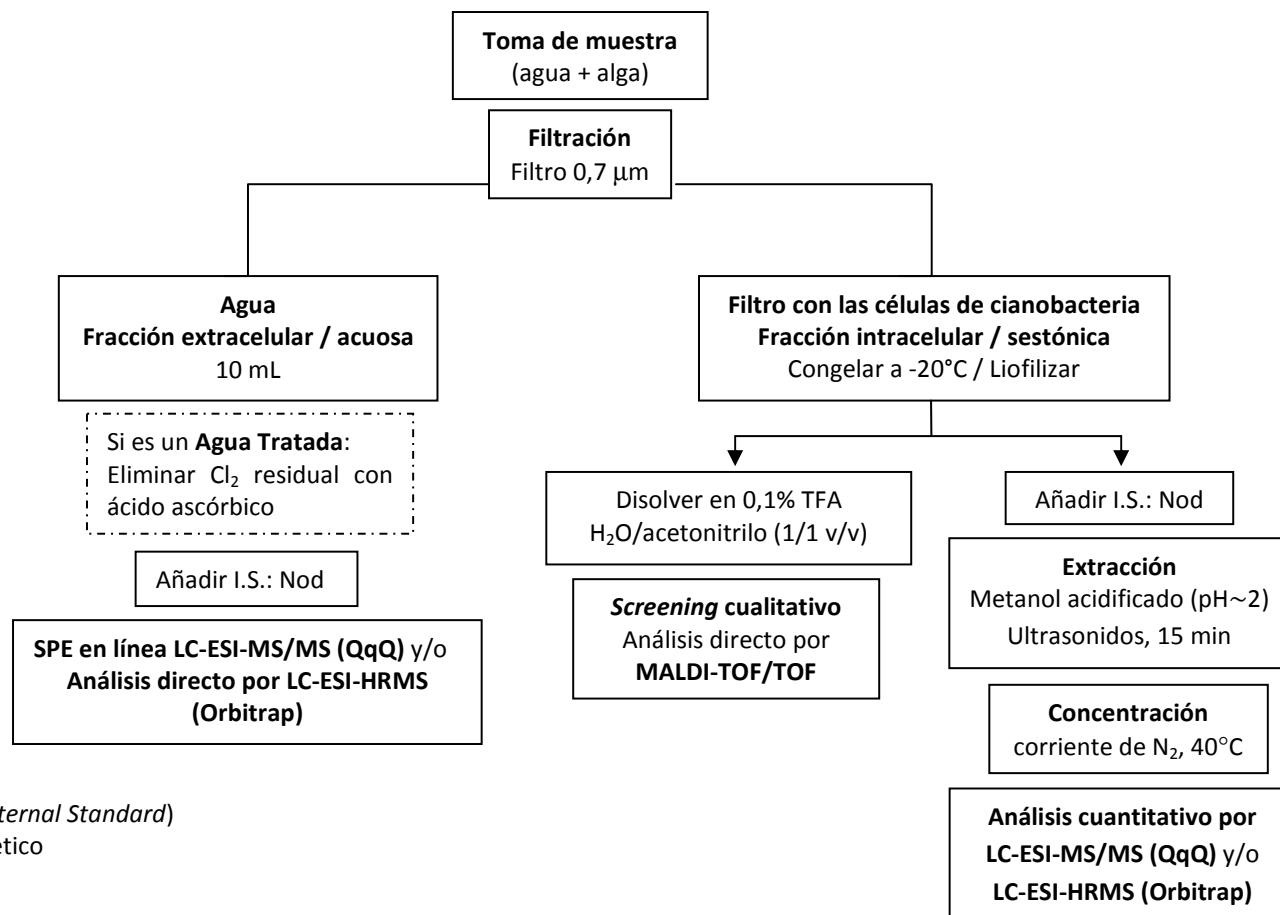 Toma de muestra
(agua + alga)
Filtración
Filtro 0,7 μm
Agua
Fracción extracelular / acuosa
10 mL
Si es un Agua Tratada:
Eliminar Cl₂ residual con
ácido ascórbico
Añadir I.S.: Nod
SPE en línea LC-ESI-MS/MS (QqQ) y/o
Análisis directo por LC-ESI-HRMS
(Orbitrap)
Filtro con las células de cianobacteria
Fracción intracelular / sestónica
Congelar a -20°C / Liofilizar
Disolver en 0,1% TFA
H₂O/acetonitrilo (1/1 v/v)
Screening cualitativo
Análisis directo por
MALDI-TOF/TOF
Añadir I.S.: Nod
Extracción
Metanol acidificado (pH∼2)
Ultrasonidos, 15 min
Concentración
corriente de N₂, 40°C
Análisis cuantitativo por
LC-ESI-MS/MS (QqQ) y/o
LC-ESI-HRMS (Orbitrap)
Standard)